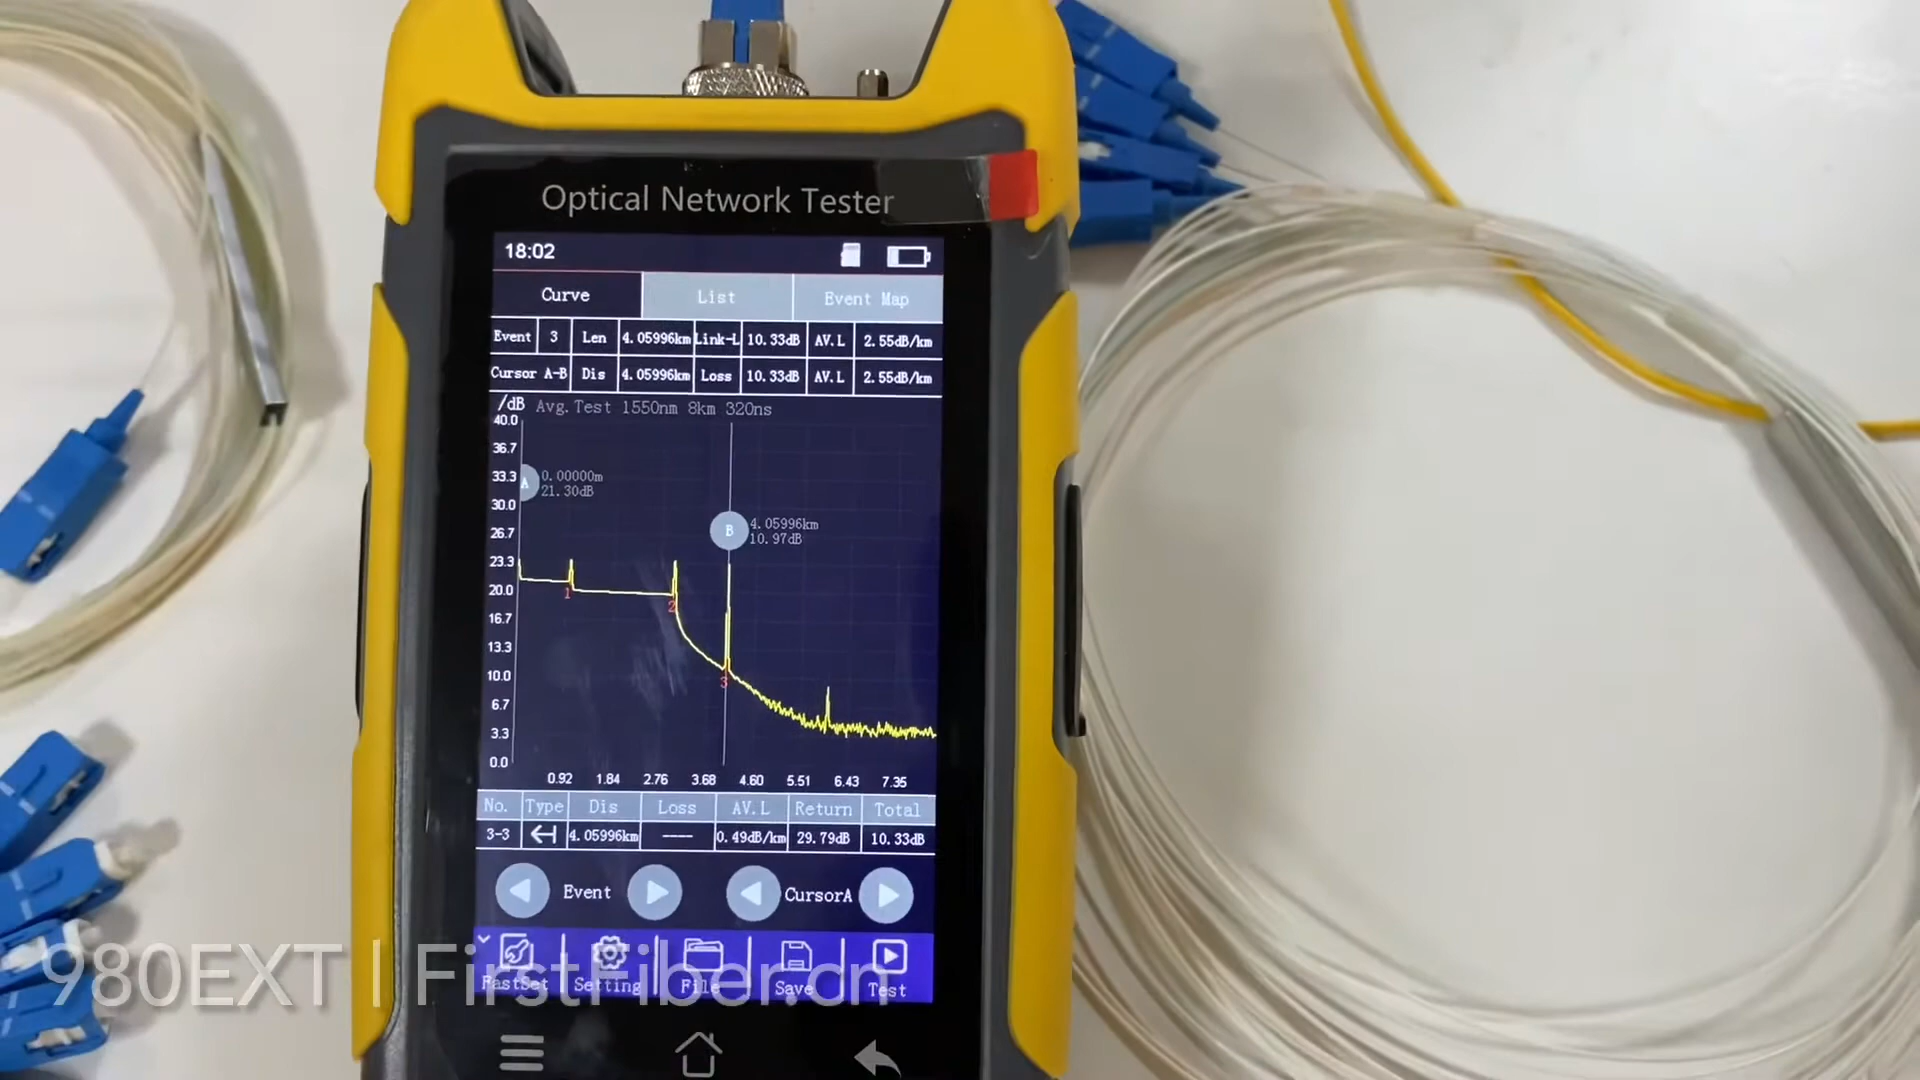 Optical Network Tester
18:02
Curve List Event Map
Event 3 Len 4.05996km Link-L 10.33dB AV.L 2.55dB/km
Cursor A-B Dis 4.05996km Loss 10.33dB AV.L 2.55dB/km
/dB Avg.Test 1550nm 8km 320ns
40.0
36.7
33.3 A 0.00000m
21.30dB
30.0
B 4.05996km
10.97dB
26.7
23.3
20.0 1 2
16.7
13.3
10.0 3
6.7
3.3
0.0
0.92 1.84 2.76 3.68 4.60 5.51 6.43 7.35
No. Type Dis Loss AV.L Return Total
3-3 4.05996km ---- 0.49dB/km 29.79dB 10.33dB
Event CursorA
FastSet Setting File Save Test
980EXT | FirstFiber.cn